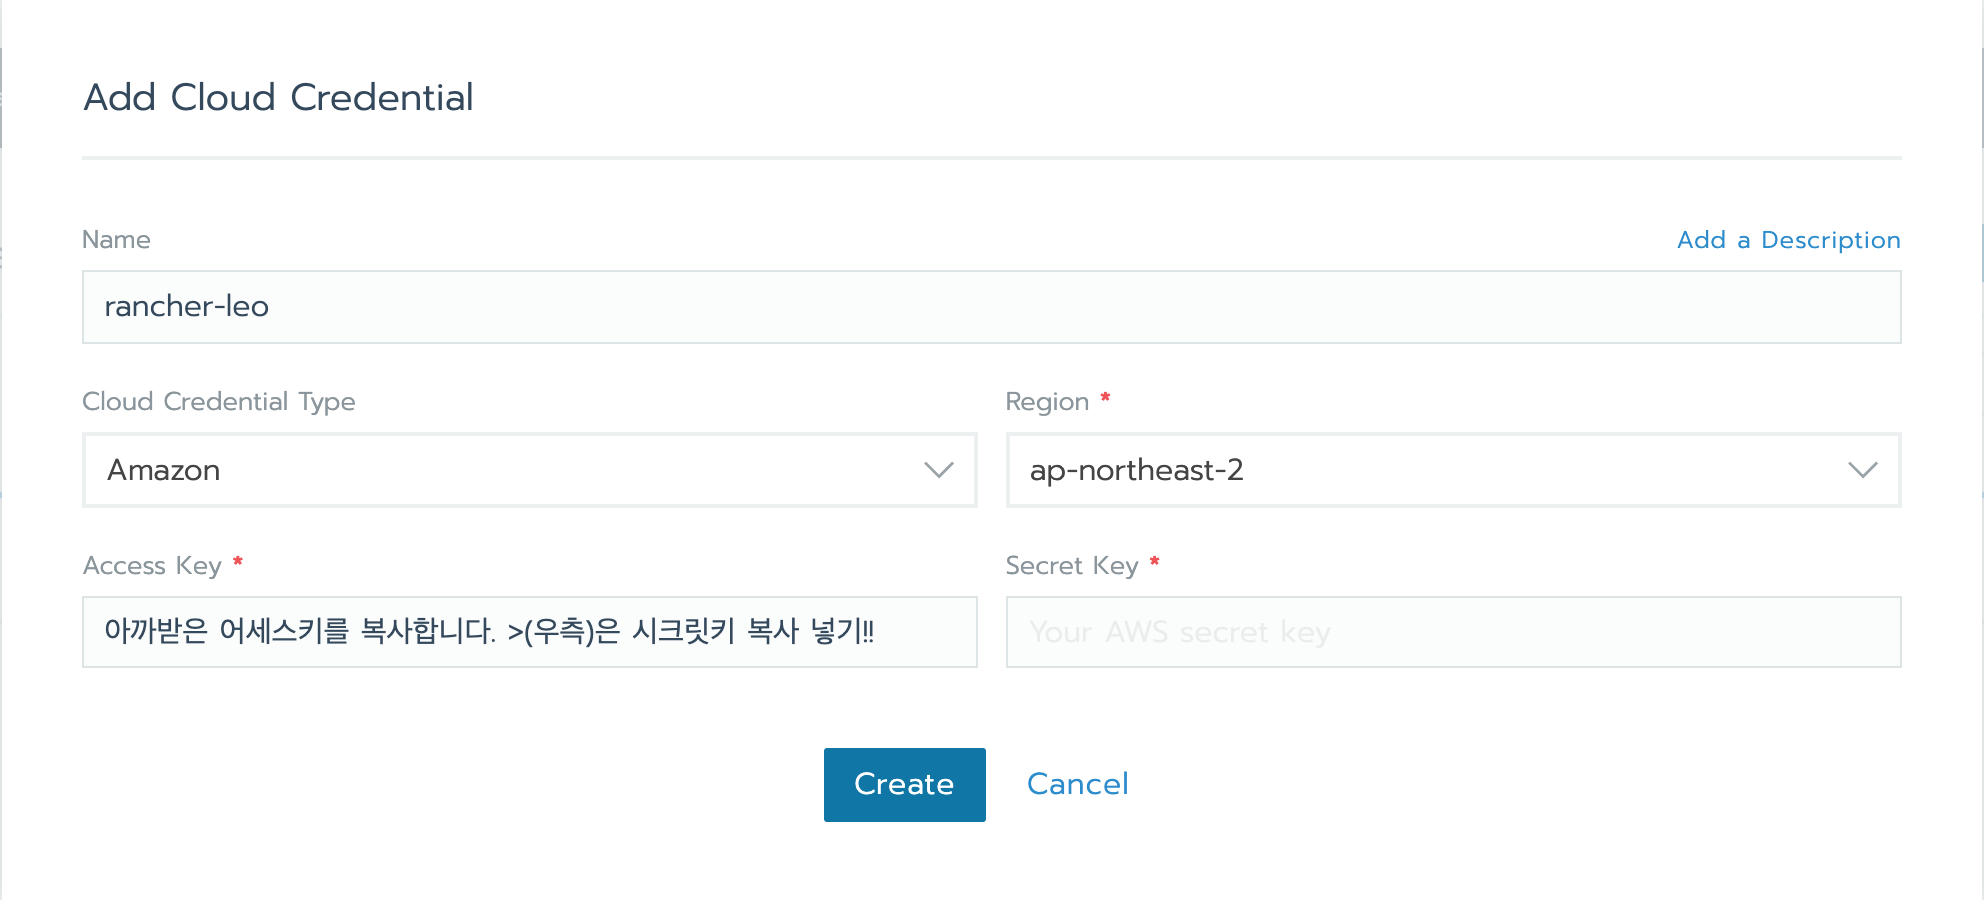 Add Cloud Credential
Name
Add a Description
rancher-leo
Cloud Credential Type
Region *
Amazon
ap-northeast-2
Access Key *
Secret Key *
아까받은 어세스키를 복사합니다. >(우측)은 시크릿키 복사 넣기!!
Your AWS secret key
Create
Cancel